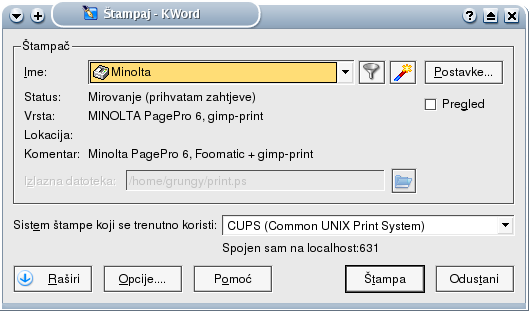 Štampaj - KWord
Štampač
Ime: Minolta Postavke...
Status: Mirovanje (prihvatam zahtjeve)
Pregled
Vrsta: MINOLTA PagePro 6, gimp-print
Lokacija:
Komentar: Minolta PagePro 6, Foomatic + gimp-print
Izlazna datoteka: /home/grungy/print.ps
Sistem štampe koji se trenutno koristi: CUPS (Common UNIX Print System)
Spojen sam na localhost:631
Raširi Opcije.... Pomoć Štampa Odustani